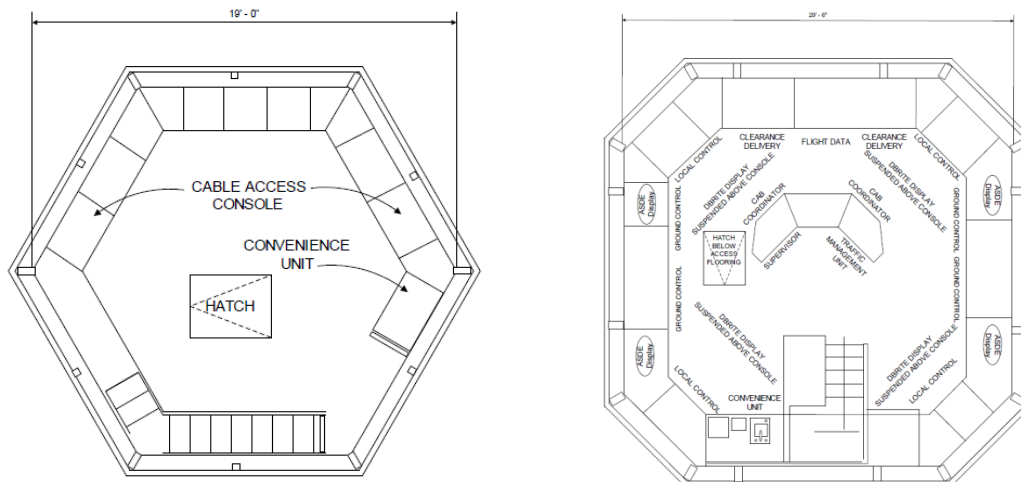 19' - 0"
CABLE ACCESS
CONSOLE
CONVENIENCE
UNIT
HATCH
29' - 6"
CLEARANCE
DELIVERY
FLIGHT DATA
CLEARANCE
DELIVERY
LOCAL CONTROL
LOCAL CONTROL
DBRITE DISPLAY
SUSPENDED ABOVE CONSOLE
DBRITE DISPLAY
SUSPENDED ABOVE CONSOLE
CAB
COORDINATOR
CAB
COORDINATOR
ASDE
Display
ASDE
Display
GROUND CONTROL
GROUND CONTROL
HATCH
BELOW
ACCESS
FLOORING
SUPERVISOR
TRAFFIC
MANAGEMENT
UNIT
GROUND CONTROL
GROUND CONTROL
DBRITE DISPLAY
SUSPENDED ABOVE CONSOLE
DBRITE DISPLAY
SUSPENDED ABOVE CONSOLE
ASDE
Display
ASDE
Display
LOCAL CONTROL
LOCAL CONTROL
CONVENIENCE
UNIT